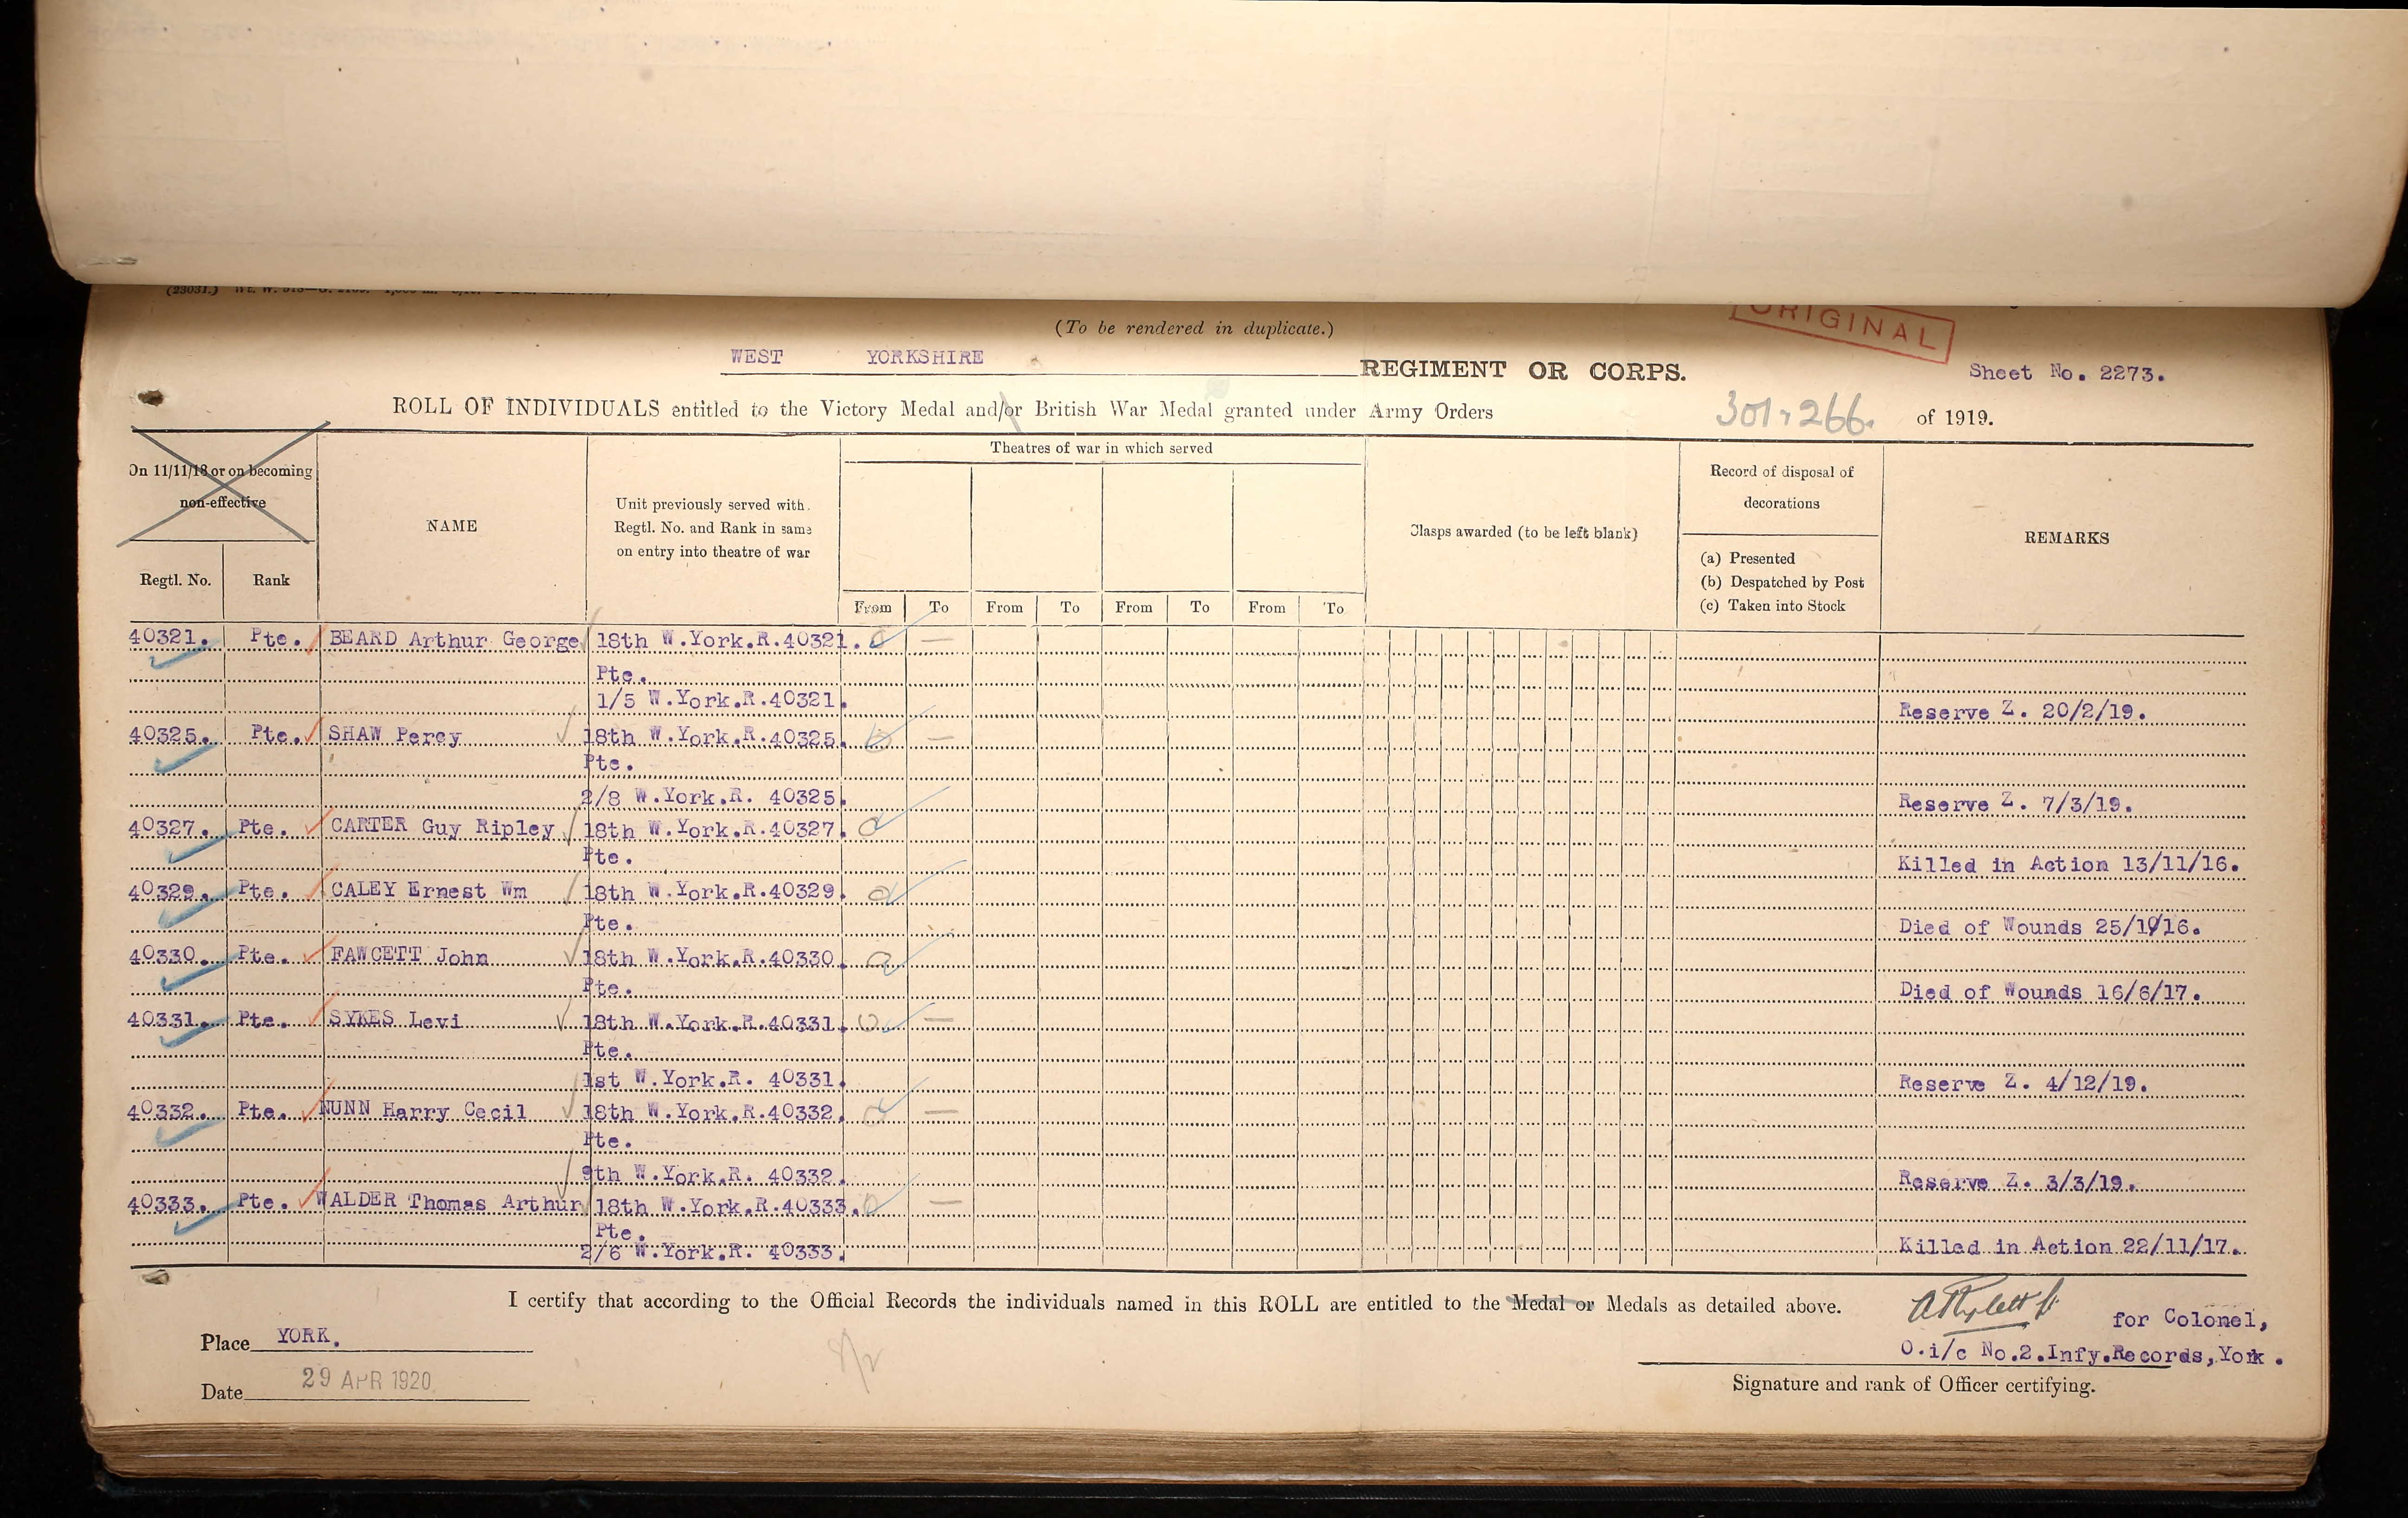 (To be rendered in duplicate.)
ORIGINAL
WEST YORKSHIRE REGIMENT OR CORPS.
Sheet No. 2273.
ROLL OF INDIVIDUALS entitled to the Victory Medal and/or British War Medal granted under Army Orders 301 & 266. of 1919.
On 11/11/18 or on becoming
non-effective
Regtl. No. Rank
NAME
Unit previously served with.
Regtl. No. and Rank in same
on entry into theatre of war
Theatres of war in which served
From To From To From To From To
Clasps awarded (to be left blank)
Record of disposal of
decorations
(a) Presented
(b) Despatched by Post
(c) Taken into Stock
REMARKS
40321. Pte. BEARD Arthur George 18th W.York.R.40321. a —
Pte.
1/5 W.York.R.40321. Reserve Z. 20/2/19.
40325. Pte. SHAW Percy 18th W.York.R.40325. —
Pte.
2/8 W.York.R. 40325. Reserve Z. 7/3/19.
40327. Pte. CARTER Guy Ripley 18th W.York.R.40327. a
Pte. Killed in Action 13/11/16.
40329. Pte. CALEY Ernest Wm 18th W.York.R.40329. a
Pte. Died of Wounds 25/10/16.
40330. Pte. FAWCETT John 18th W.York.R.40330. a
Pte. Died of Wounds 16/6/17.
40331. Pte. SYKES Levi 18th W.York.R.40331. —
Pte.
1st W.York.R. 40331. Reserve Z. 4/12/19.
40332. Pte. NUNN Harry Cecil 18th W.York.R.40332. a —
Pte.
9th W.York.R. 40332. Reserve Z. 3/3/19.
40333. Pte. WALDER Thomas Arthur 18th W.York.R.40333. a —
Pte.
2/6 W.York.R. 40333. Killed in Action 22/11/17.
I certify that according to the Official Records the individuals named in this ROLL are entitled to the Medal or Medals as detailed above.
for Colonel,
O.i/c No.2.Infy.Records,York.
Signature and rank of Officer certifying.
Place YORK.
Date 29 APR 1920